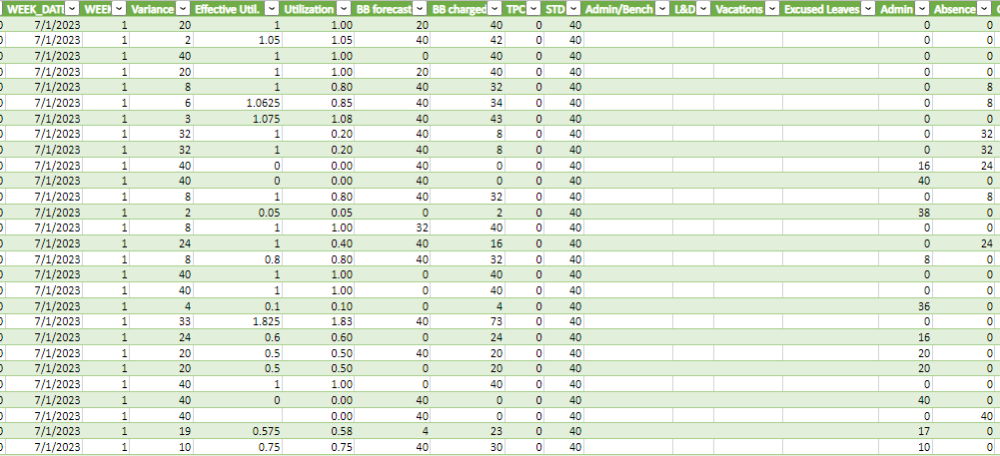 WEEK_DAT WEE Variance Effective Util. Utilization BB forecast BB charged TPC STD Admin/Bench L&D Vacations Excused Leaves Admin Absence
0 7/1/2023 1 20 1 1.00 20 40 0 40 0 0
0 7/1/2023 1 2 1.05 1.05 40 42 0 40 0 0
0 7/1/2023 1 40 1 1.00 0 40 0 40 0 0
0 7/1/2023 1 20 1 1.00 20 40 0 40 0 0
0 7/1/2023 1 8 1 0.80 40 32 0 40 0 8
0 7/1/2023 1 6 1.0625 0.85 40 34 0 40 0 8
0 7/1/2023 1 3 1.075 1.08 40 43 0 40 0 0
0 7/1/2023 1 32 1 0.20 40 8 0 40 0 32
0 7/1/2023 1 32 1 0.20 40 8 0 40 0 32
0 7/1/2023 1 40 0 0.00 40 0 0 40 16 24
0 7/1/2023 1 40 0 0.00 40 0 0 40 40 0
0 7/1/2023 1 8 1 0.80 40 32 0 40 0 8
0 7/1/2023 1 2 0.05 0.05 0 2 0 40 38 0
0 7/1/2023 1 8 1 1.00 32 40 0 40 0 0
0 7/1/2023 1 24 1 0.40 40 16 0 40 0 24
0 7/1/2023 1 8 0.8 0.80 40 32 0 40 8 0
0 7/1/2023 1 40 1 1.00 0 40 0 40 0 0
0 7/1/2023 1 40 1 1.00 0 40 0 40 0 0
0 7/1/2023 1 4 0.1 0.10 0 4 0 40 36 0
0 7/1/2023 1 33 1.825 1.83 40 73 0 40 0 0
0 7/1/2023 1 24 0.6 0.60 0 24 0 40 16 0
0 7/1/2023 1 20 0.5 0.50 40 20 0 40 20 0
0 7/1/2023 1 20 0.5 0.50 0 20 0 40 20 0
0 7/1/2023 1 40 1 1.00 0 40 0 40 0 0
0 7/1/2023 1 40 0 0.00 40 0 0 40 40 0
0 7/1/2023 1 40 0.00 40 0 0 40 0 40
0 7/1/2023 1 19 0.575 0.58 4 23 0 40 17 0
0 7/1/2023 1 10 0.75 0.75 40 30 0 40 10 0